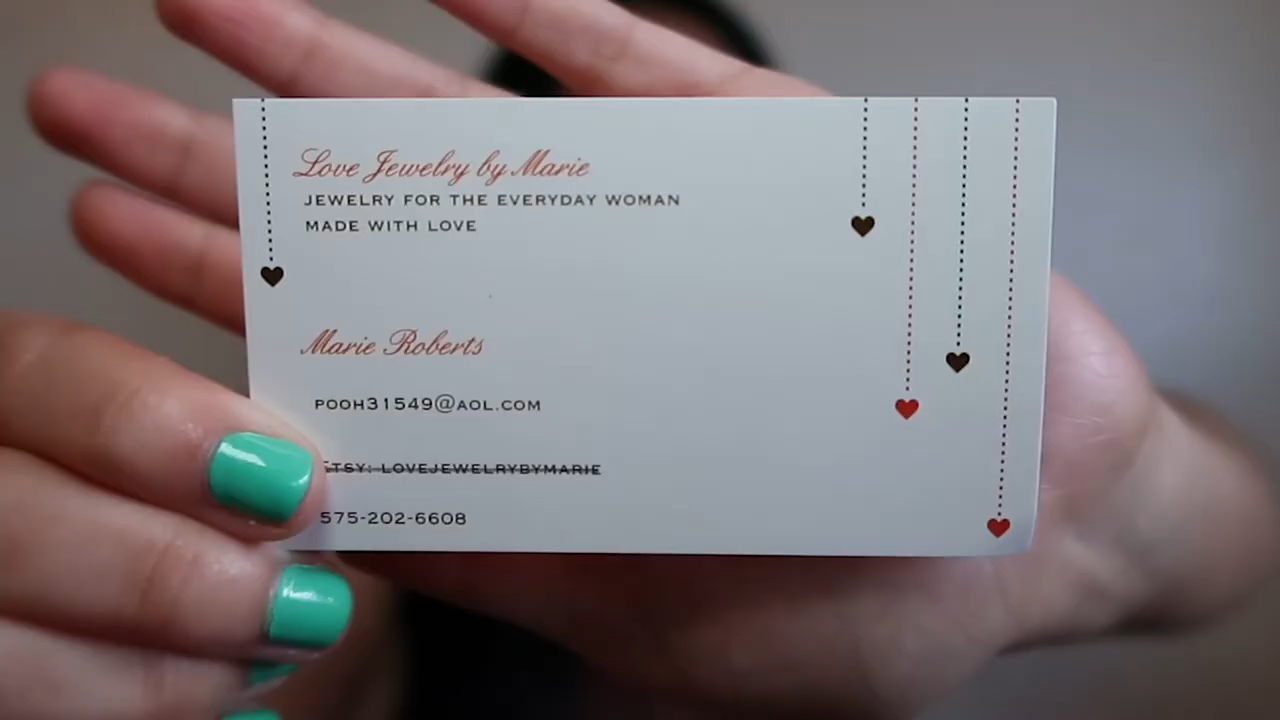 Love Jewelry by Marie
JEWELRY FOR THE EVERYDAY WOMAN
MADE WITH LOVE
Marie Roberts
POOH31549@AOL.COM
ETSY: LOVEJEWELRYBYMARIE
575-202-6608